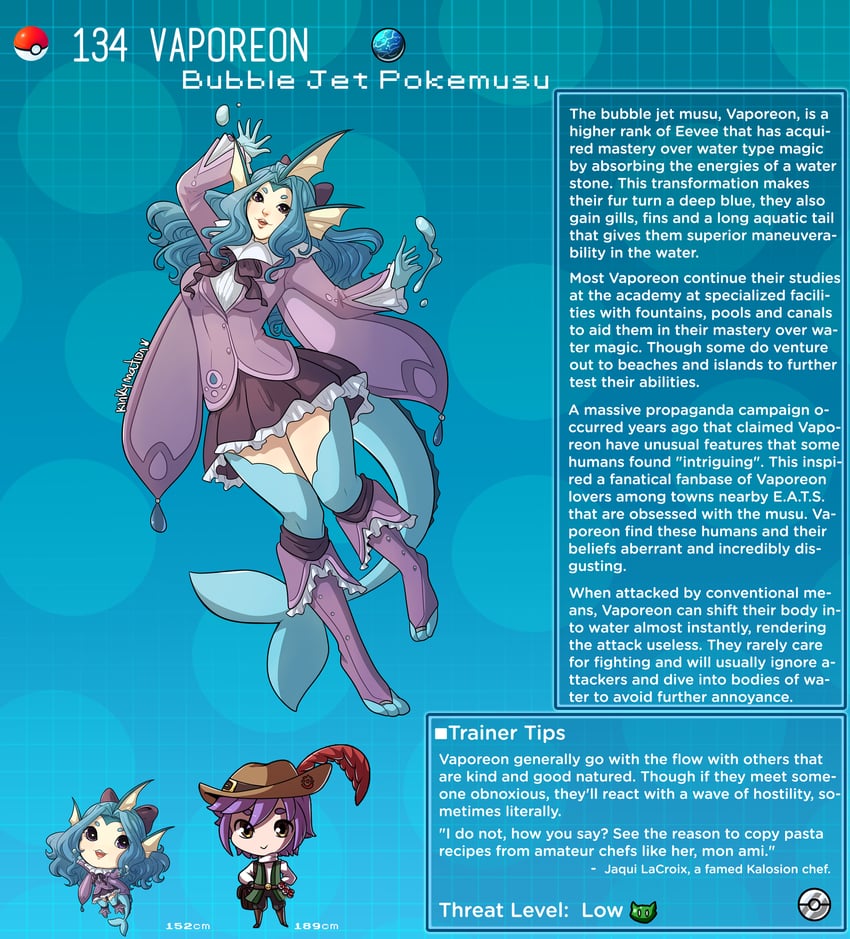 134 VAPOREON
Bubble Jet Pokemusu
The bubble jet musu, Vaporeon, is a
higher rank of Eevee that has acqui-
red mastery over water type magic
by absorbing the energies of a water
stone. This transformation makes
their fur turn a deep blue, they also
gain gills, fins and a long aquatic tail
that gives them superior maneuvera-
bility in the water.
Most Vaporeon continue their studies
at the academy at specialized facili-
ties with fountains, pools and canals
to aid them in their mastery over wa-
ter magic. Though some do venture
out to beaches and islands to further
test their abilities.
A massive propaganda campaign o-
ccurred years ago that claimed Vapo-
reon have unusual features that some
humans found "intriguing". This inspi-
red a fanatical fanbase of Vaporeon
lovers among towns nearby E.A.T.S.
that are obsessed with the musu. Va-
poreon find these humans and their
beliefs aberrant and incredibly dis-
gusting.
When attacked by conventional me-
ans, Vaporeon can shift their body in-
to water almost instantly, rendering
the attack useless. They rarely care
for fighting and will usually ignore a-
ttackers and dive into bodies of wa-
ter to avoid further annoyance.
kinkymation
■Trainer Tips
Vaporeon generally go with the flow with others that
are kind and good natured. Though if they meet some-
one obnoxious, they'll react with a wave of hostility, so-
metimes literally.
"I do not, how you say? See the reason to copy pasta
recipes from amateur chefs like her, mon ami."
- Jaqui LaCroix, a famed Kalosion chef.
Threat Level: Low
152cm
189cm